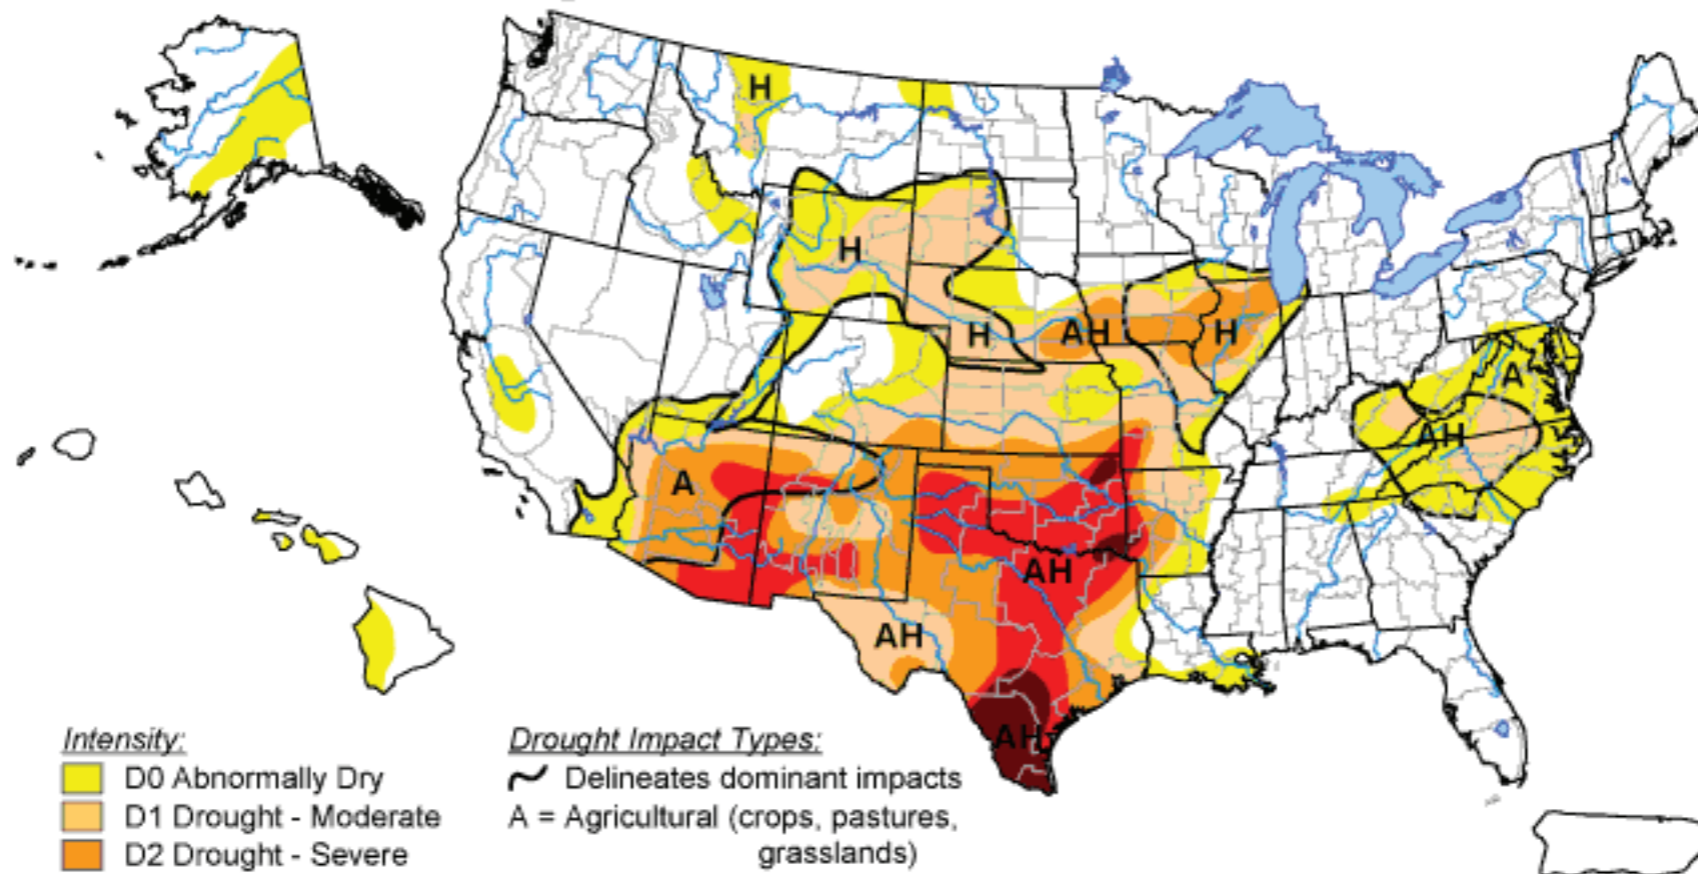 H
H
H
AH
H
A
AH
A
AH
AH
AH
Intensity:
D0 Abnormally Dry
D1 Drought - Moderate
D2 Drought - Severe
Drought Impact Types:
Delineates dominant impacts
A = Agricultural (crops, pastures,
grasslands)